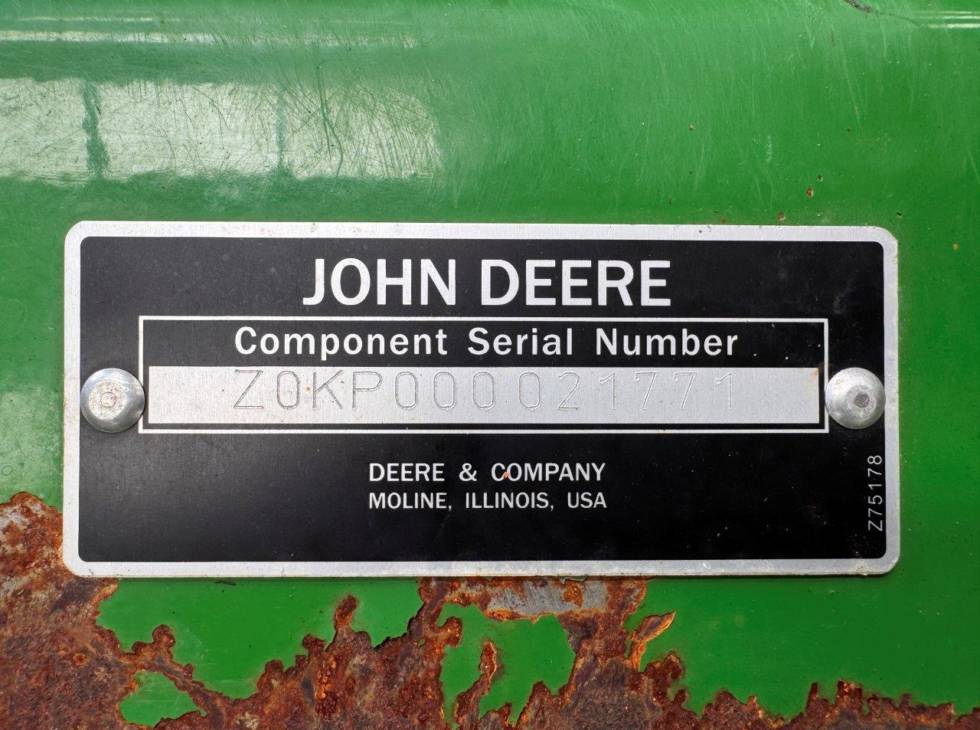 JOHN DEERE
Component Serial Number
Z0KP000021771
DEERE & COMPANY
MOLINE, ILLINOIS, USA
Z75178